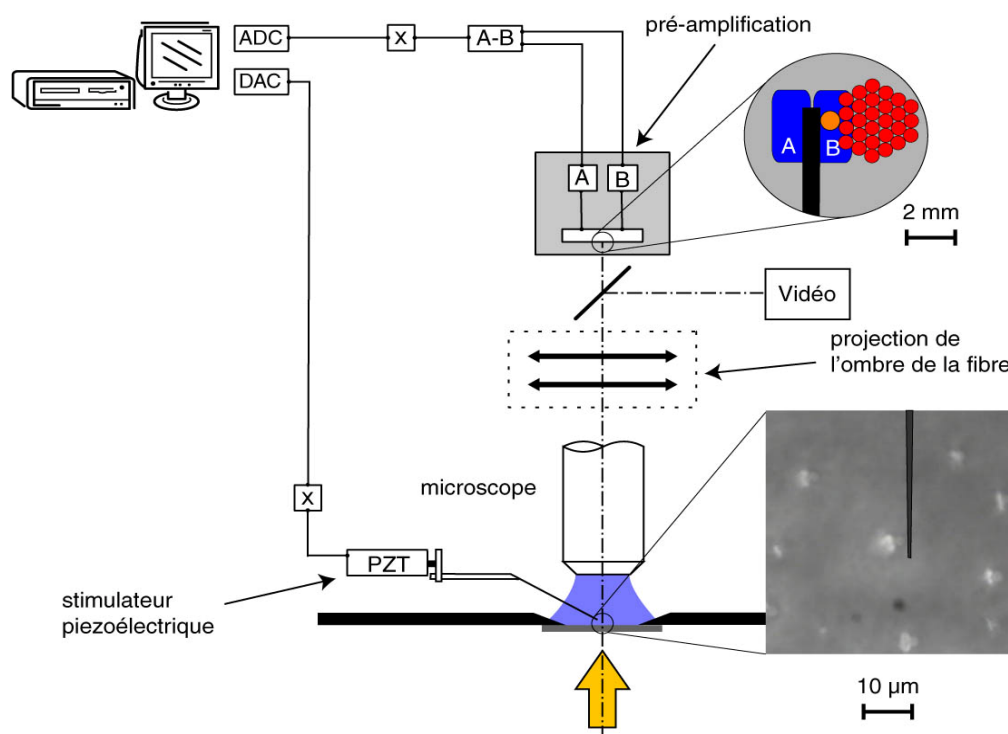 pré-amplification
ADC
x
A-B
DAC
A
B
A
B
2 mm
Vidéo
projection de
l'ombre de la fibre
microscope
x
PZT
stimulateur
piezoélectrique
10 µm